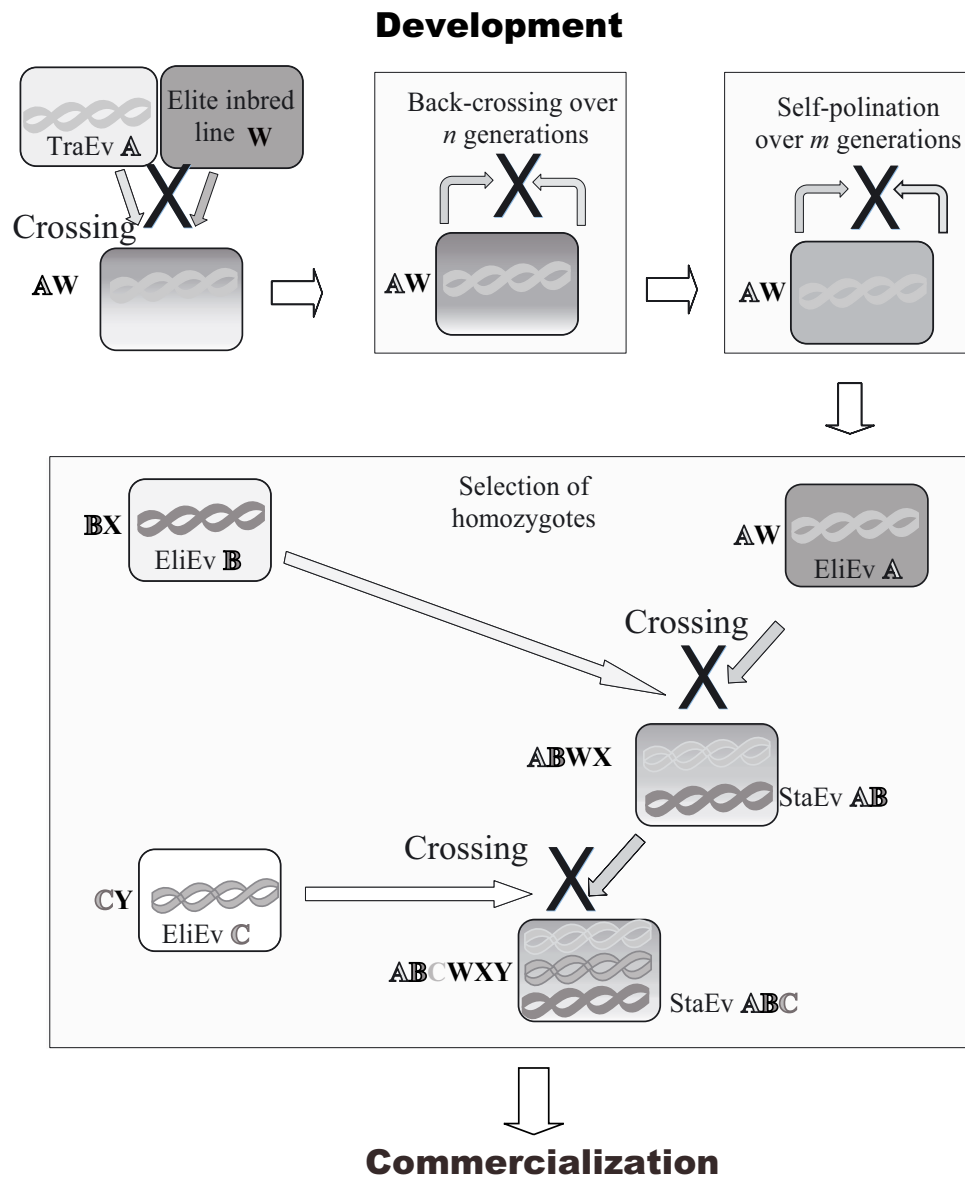 Development
TraEv A
Elite inbred
line W
Crossing
AW
Back-crossing over
n generations
AW
Self-polination
over m generations
AW
Selection of
homozygotes
BX
EliEv B
AW
EliEv A
Crossing
ABWX
StaEv AB
Crossing
CY
EliEv C
ABCWXY
StaEv ABC
Commercialization